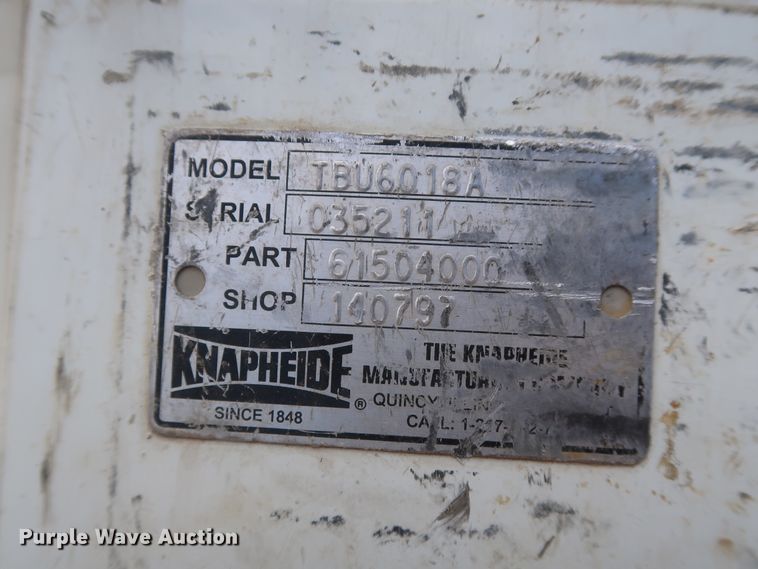 MODEL TBU6018A
SERIAL 035211
PART 61504000
SHOP 140797
KNAPHEIDE ®
SINCE 1848
THE KNAPHEIDE
QUINCY
CALL:
Purple Wave Auction